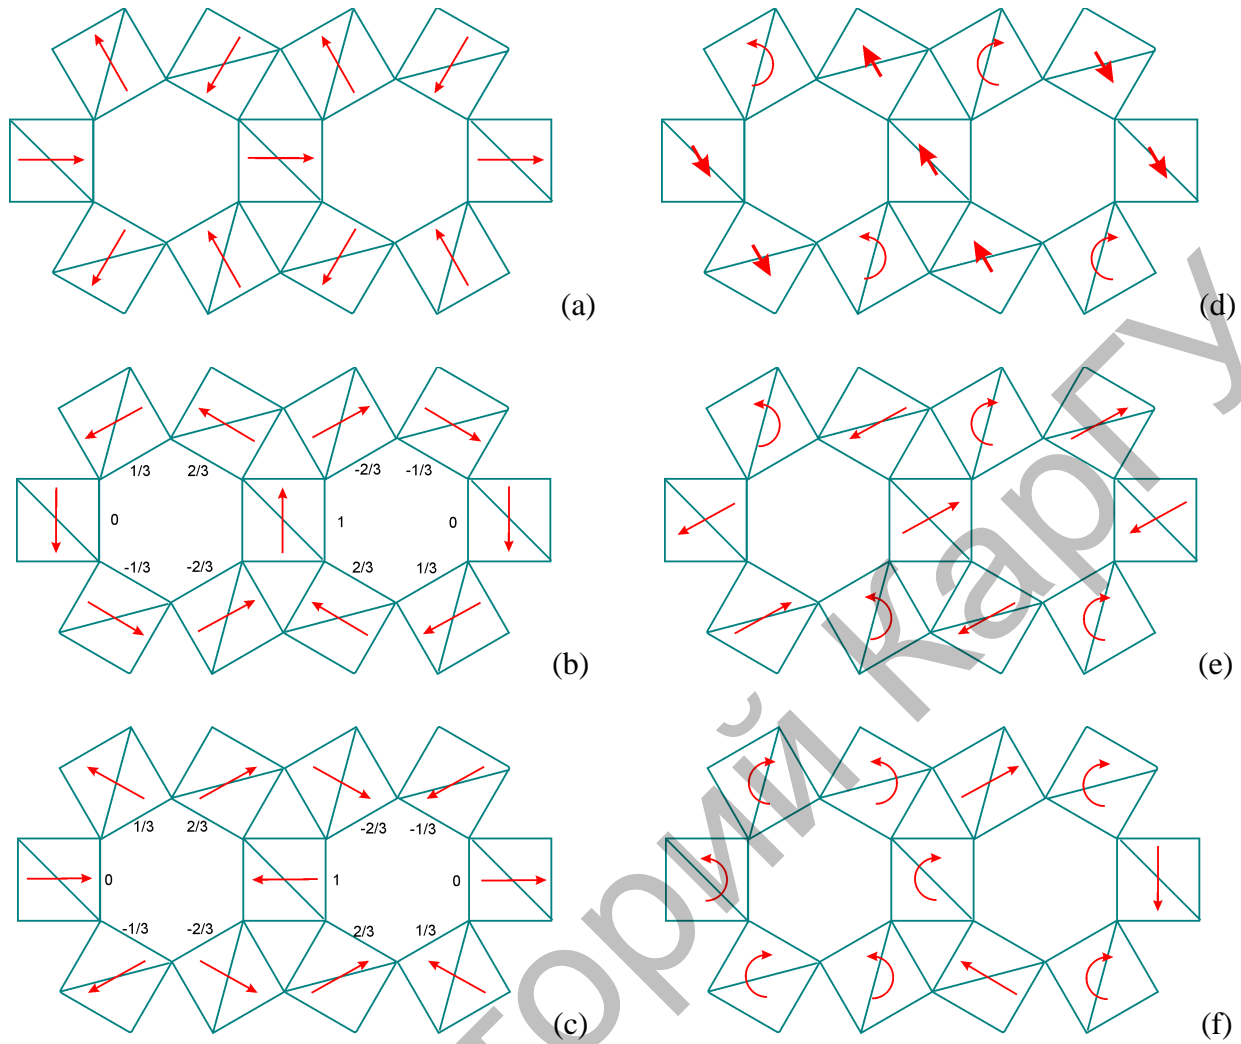 (a)
(d)
1/3 2/3 -2/3 -1/3
0 1 0
-1/3 -2/3 2/3 1/3
(b)
(e)
1/3 2/3 -2/3 -1/3
0 1 0
-1/3 -2/3 2/3 1/3
(c)
(f)
торий КарГУ